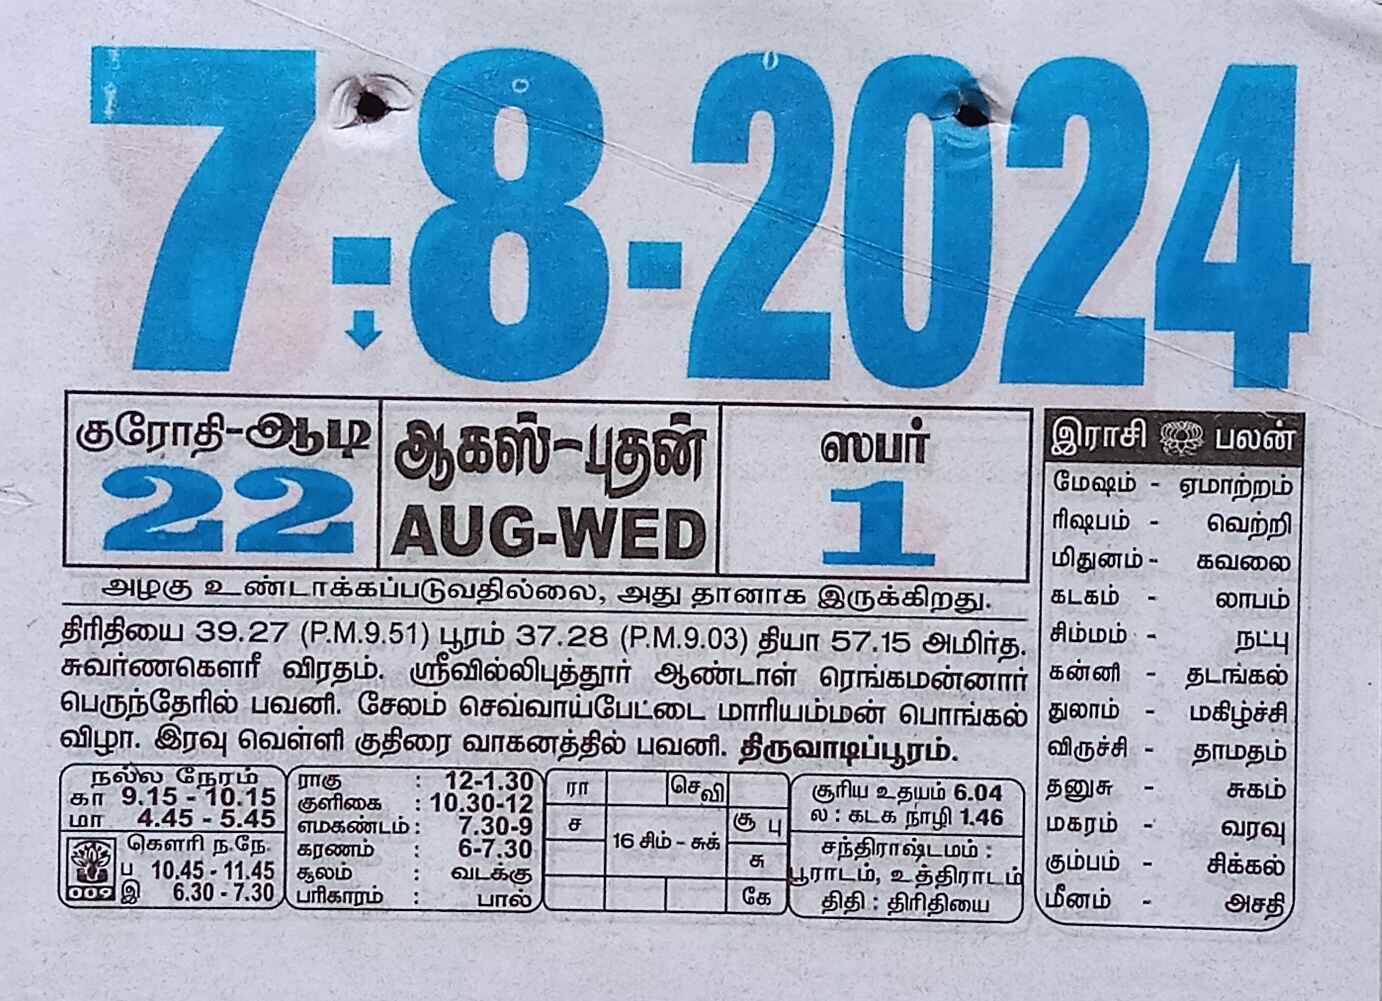 7-8-2024
குரோதி-ஆடி
22
ஆகஸ்-புதன்
AUG-WED
ஸபர்
1
அழகு உண்டாக்கப்படுவதில்லை, அது தானாக இருக்கிறது.
திரிதியை 39.27 (P.M.9.51) பூரம் 37.28 (P.M.9.03) தியா 57.15 அமிர்த.
சுவர்ணகௌரீ விரதம். ஸ்ரீவில்லிபுத்தூர் ஆண்டாள் ரெங்கமன்னார்
பெருந்தேரில் பவனி. சேலம் செவ்வாய்பேட்டை மாரியம்மன் பொங்கல்
விழா. இரவு வெள்ளி குதிரை வாகனத்தில் பவனி. திருவாடிப்பூரம்.
நல்ல நேரம்
கா 9.15 - 10.15
மா 4.45 - 5.45
கௌரி ந.நே.
ப 10.45 - 11.45
இ 6.30 - 7.30
009
ராகு : 12-1.30
குளிகை : 10.30-12
எமகண்டம் : 7.30-9
கரணம் : 6-7.30
சூலம் : வடக்கு
பரிகாரம் : பால்
ரா செவி
ச சூ பு
16 சிம் - சுக்
சு
கே
சூரிய உதயம் 6.04
ல : கடக நாழி 1.46
சந்திராஷ்டமம் :
பூராடம், உத்திராடம்
திதி : திரிதியை
இராசி பலன்
மேஷம் - ஏமாற்றம்
ரிஷபம் - வெற்றி
மிதுனம் - கவலை
கடகம் - லாபம்
சிம்மம் - நட்பு
கன்னி - தடங்கல்
துலாம் - மகிழ்ச்சி
விருச்சி - தாமதம்
தனுசு - சுகம்
மகரம் - வரவு
கும்பம் - சிக்கல்
மீனம் - அசதி